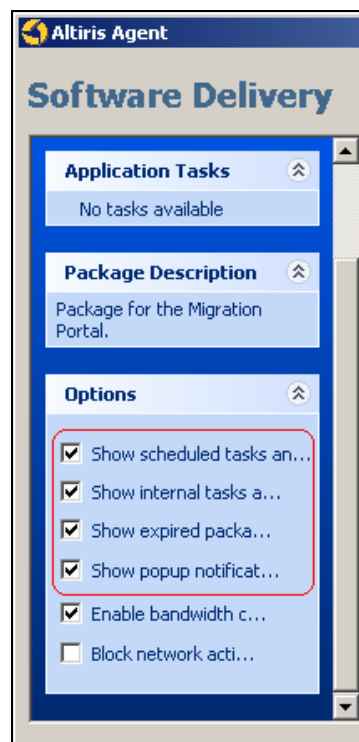 Altiris Agent
Software Delivery
Application Tasks
No tasks available
Package Description
Package for the Migration
Portal.
Options
Show scheduled tasks an...
Show internal tasks a...
Show expired packa...
Show popup notificat...
Enable bandwidth c...
Block network acti...